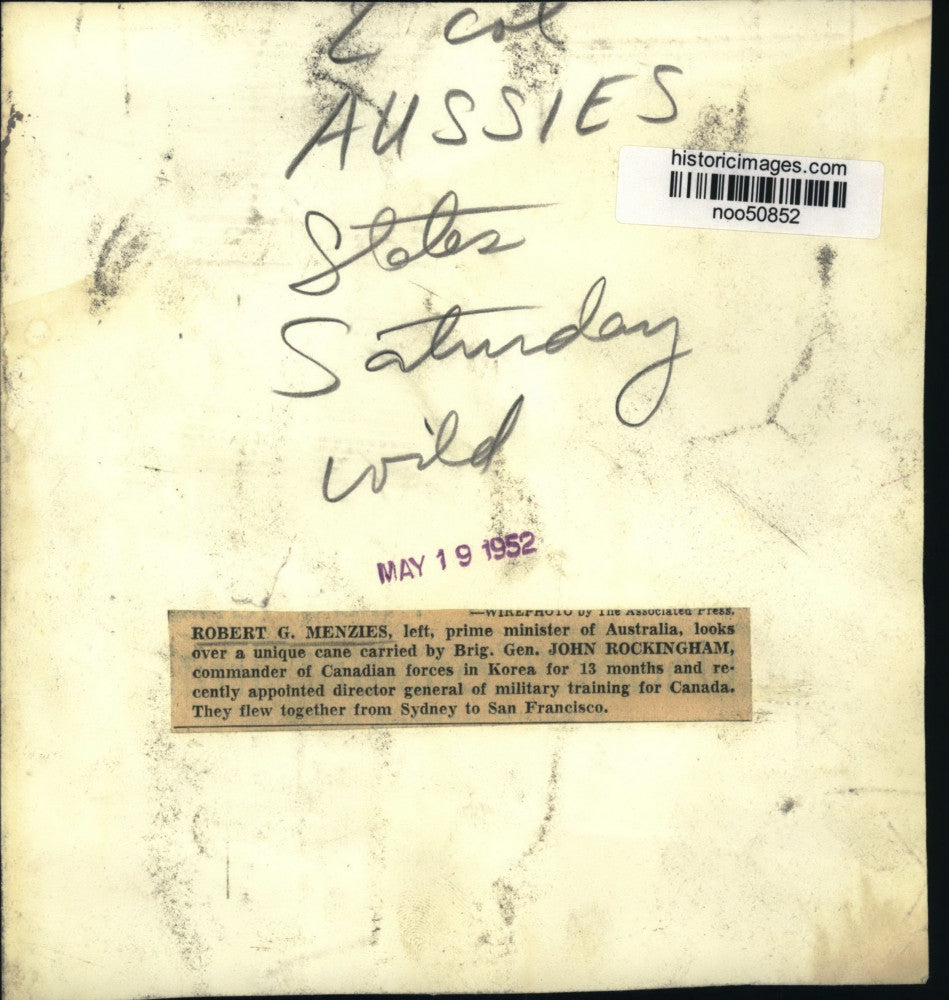 2 col
AUSSIES
historicimages.com
noo50852
States
Saturday
wild
MAY 19 1952
—WIREPHOTO by The Associated Press.
ROBERT G. MENZIES, left, prime minister of Australia, looks
over a unique cane carried by Brig. Gen. JOHN ROCKINGHAM,
commander of Canadian forces in Korea for 13 months and re-
cently appointed director general of military training for Canada.
They flew together from Sydney to San Francisco.